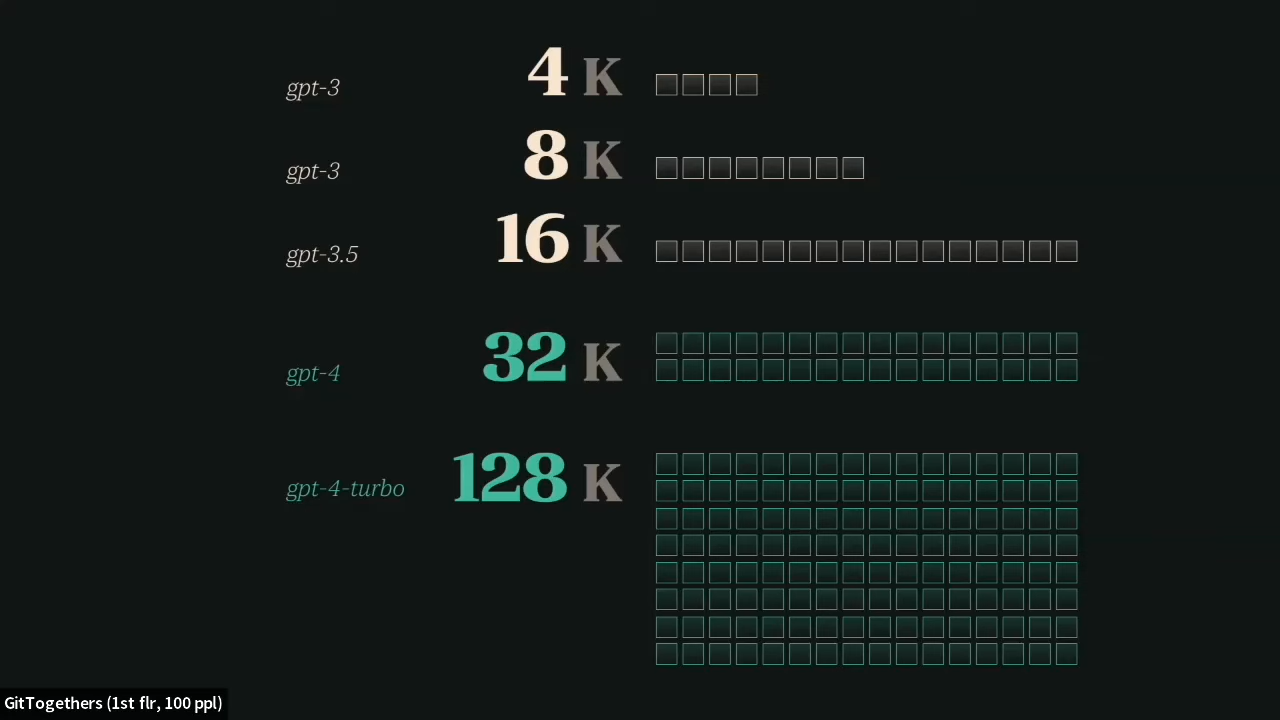 gpt-3 4 K
gpt-3 8 K
gpt-3.5 16 K
gpt-4 32 K
gpt-4-turbo 128 K
GitTogethers (1st flr, 100 ppl)